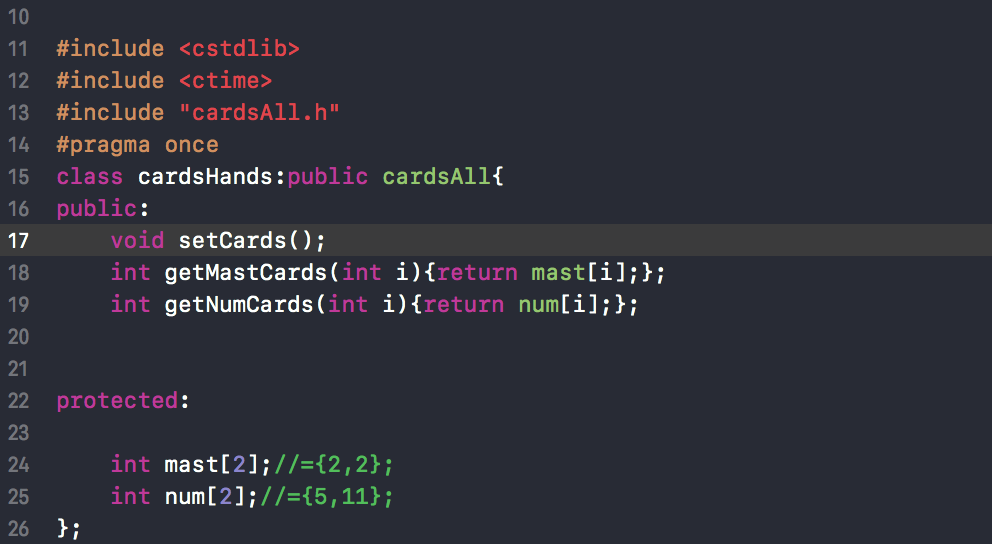 10
11 #include <cstdlib>
12 #include <ctime>
13 #include "cardsAll.h"
14 #pragma once
15 class cardsHands:public cardsAll{
16 public:
17     void setCards();
18     int getMastCards(int i){return mast[i];};
19     int getNumCards(int i){return num[i];};
20
21
22 protected:
23
24     int mast[2];//={2,2};
25     int num[2];//={5,11};
26 };